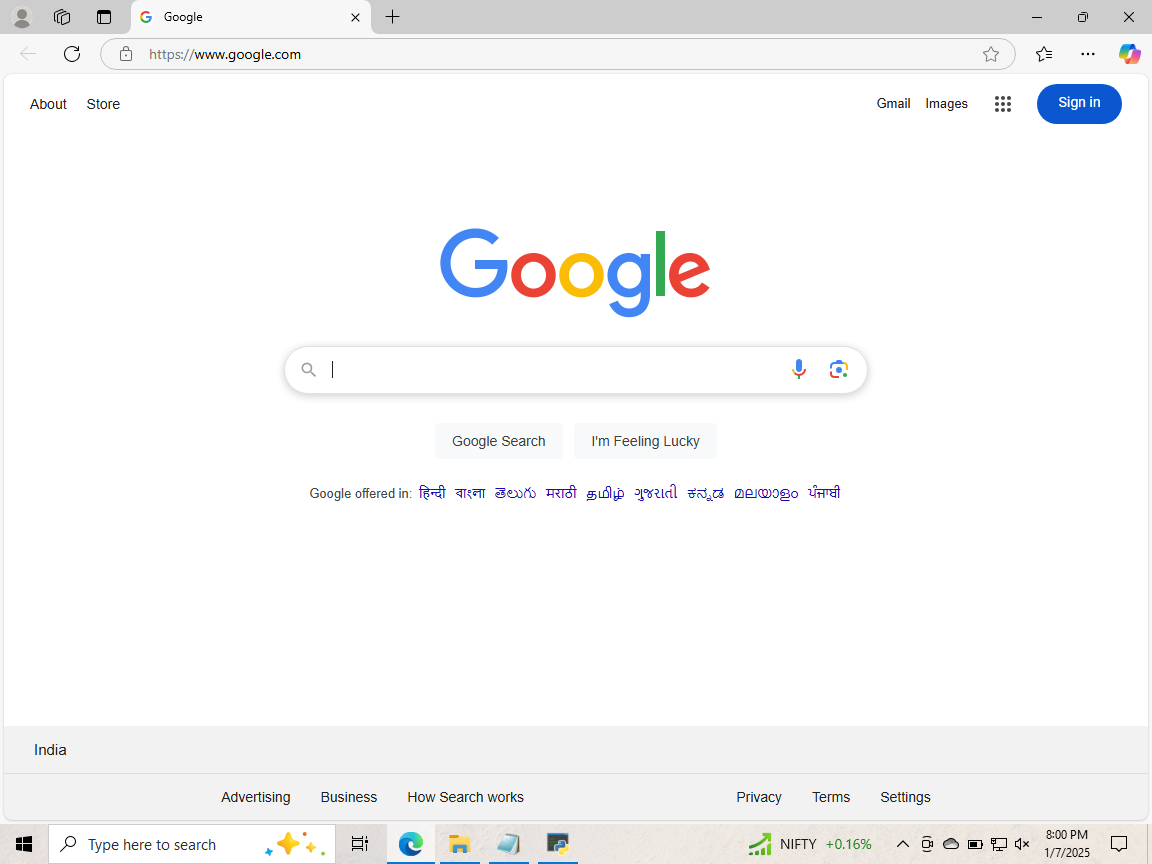 Google
https://www.google.com
About Store Gmail Images Sign in
Google
Google Search I'm Feeling Lucky
Google offered in: हिन्दी বাংলা తెలుగు मराठी தமிழ் ગુજરાતી ಕನ್ನಡ മലയാളം ਪੰਜਾਬੀ
India
Advertising Business How Search works Privacy Terms Settings
Type here to search NIFTY +0.16% 8:00 PM
1/7/2025